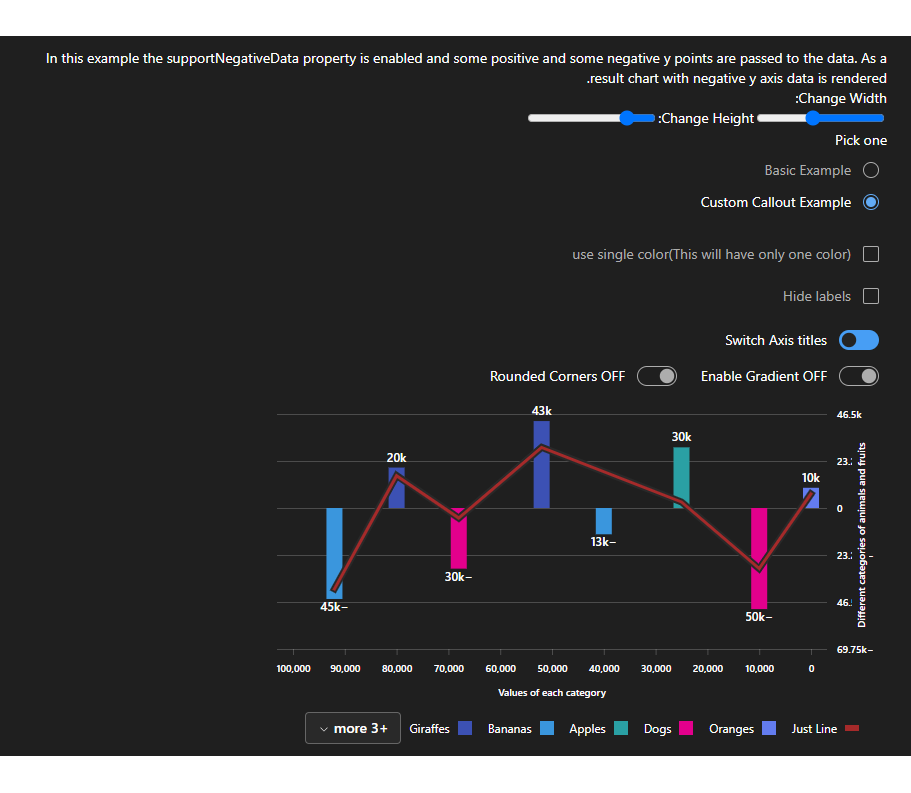 In this example the supportNegativeData property is enabled and some positive and some negative y points are passed to the data. As a
.result chart with negative y axis data is rendered
:Change Width
:Change Height
Pick one
Basic Example
Custom Callout Example
use single color(This will have only one color)
Hide labels
Switch Axis titles
Rounded Corners OFF
Enable Gradient OFF
43k
46.5k
30k
20k
23.
10k
0
13k–
30k–
23.
–
45k–
46.
50k–
69.75k–
Different categories of animals and fruits
100,000
90,000
80,000
70,000
60,000
50,000
40,000
30,000
20,000
10,000
0
Values of each category
more 3+
Giraffes
Bananas
Apples
Dogs
Oranges
Just Line